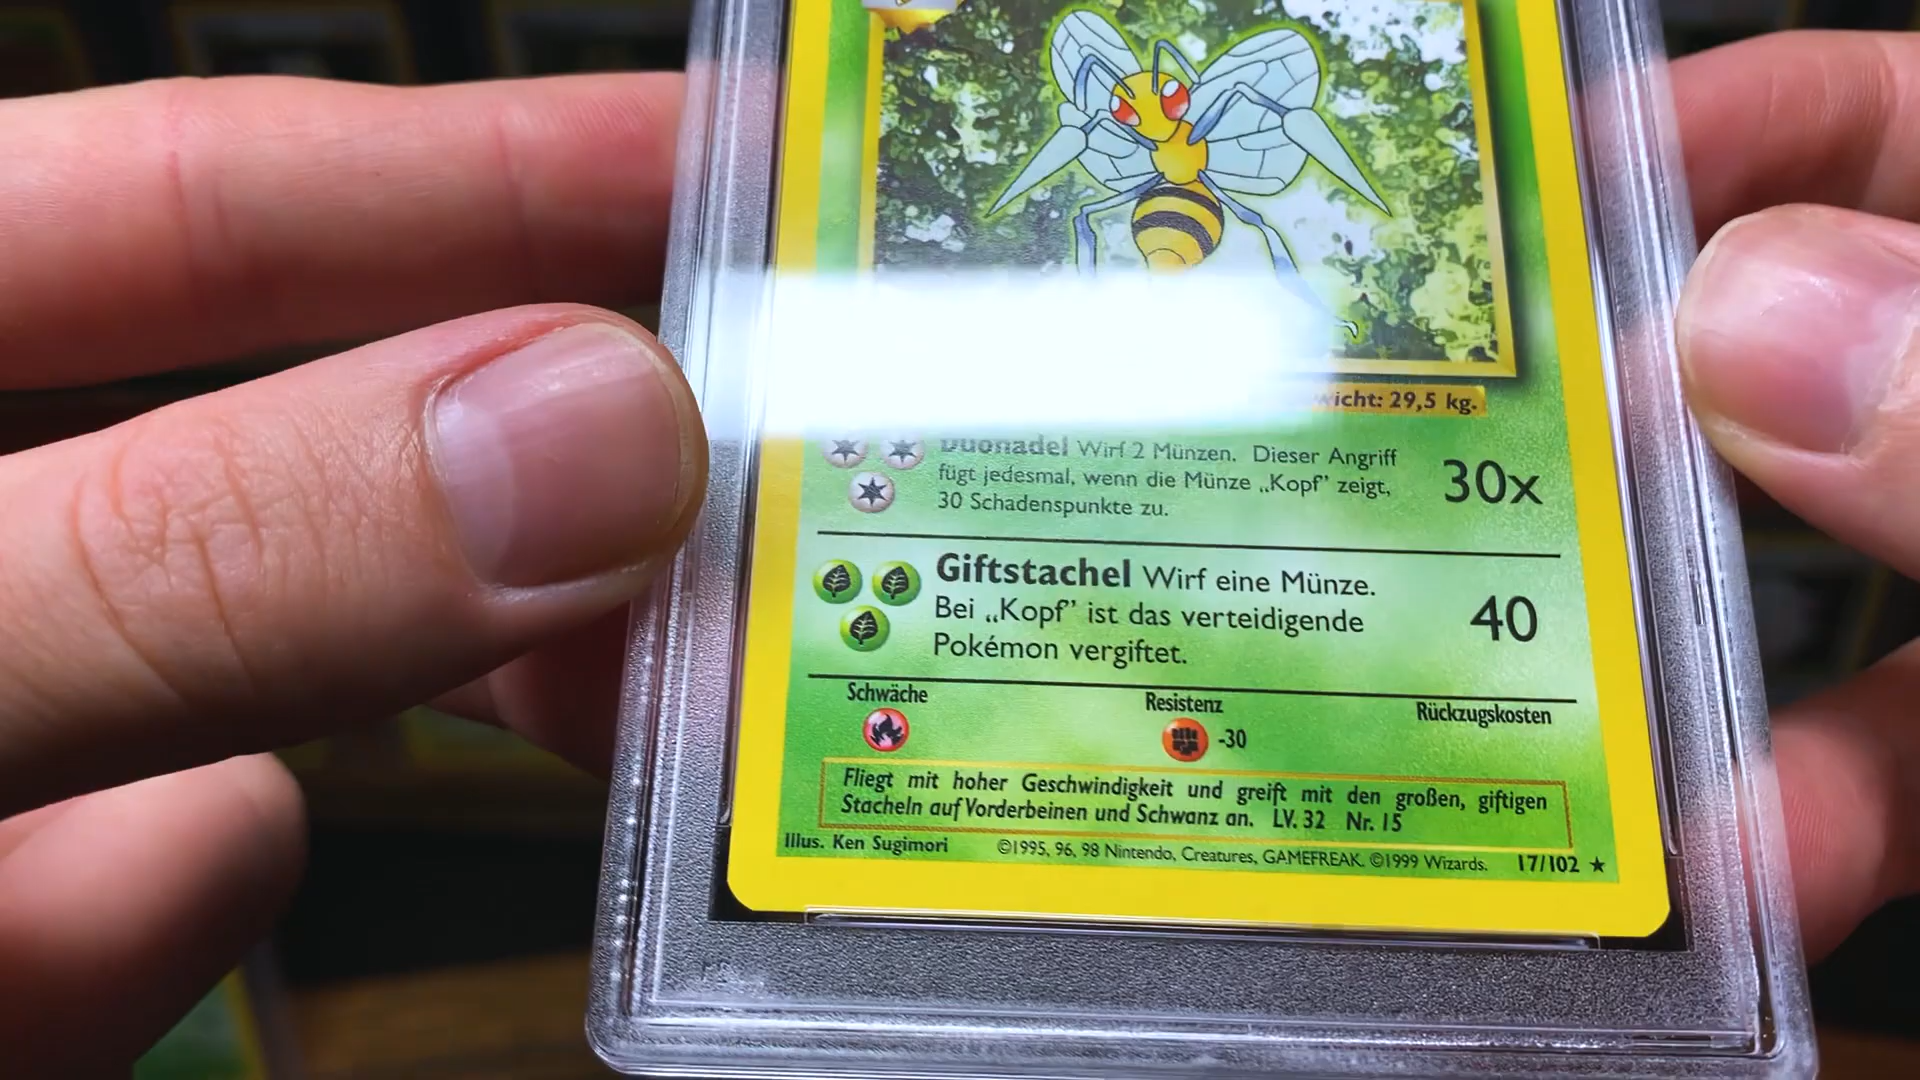 wicht: 29,5 kg.
Duonadel Wirf 2 Münzen. Dieser Angriff
fügt jedesmal, wenn die Münze „Kopf” zeigt,
30 Schadenspunkte zu.
30x
Giftstachel Wirf eine Münze.
Bei „Kopf” ist das verteidigende
Pokémon vergiftet.
40
Schwäche
Resistenz
Rückzugskosten
-30
Fliegt mit hoher Geschwindigkeit und greift mit den großen, giftigen
Stacheln auf Vorderbeinen und Schwanz an. LV. 32 Nr. 15
Illus. Ken Sugimori
©1995, 96, 98 Nintendo, Creatures, GAMEFREAK. ©1999 Wizards.
17/102 ★